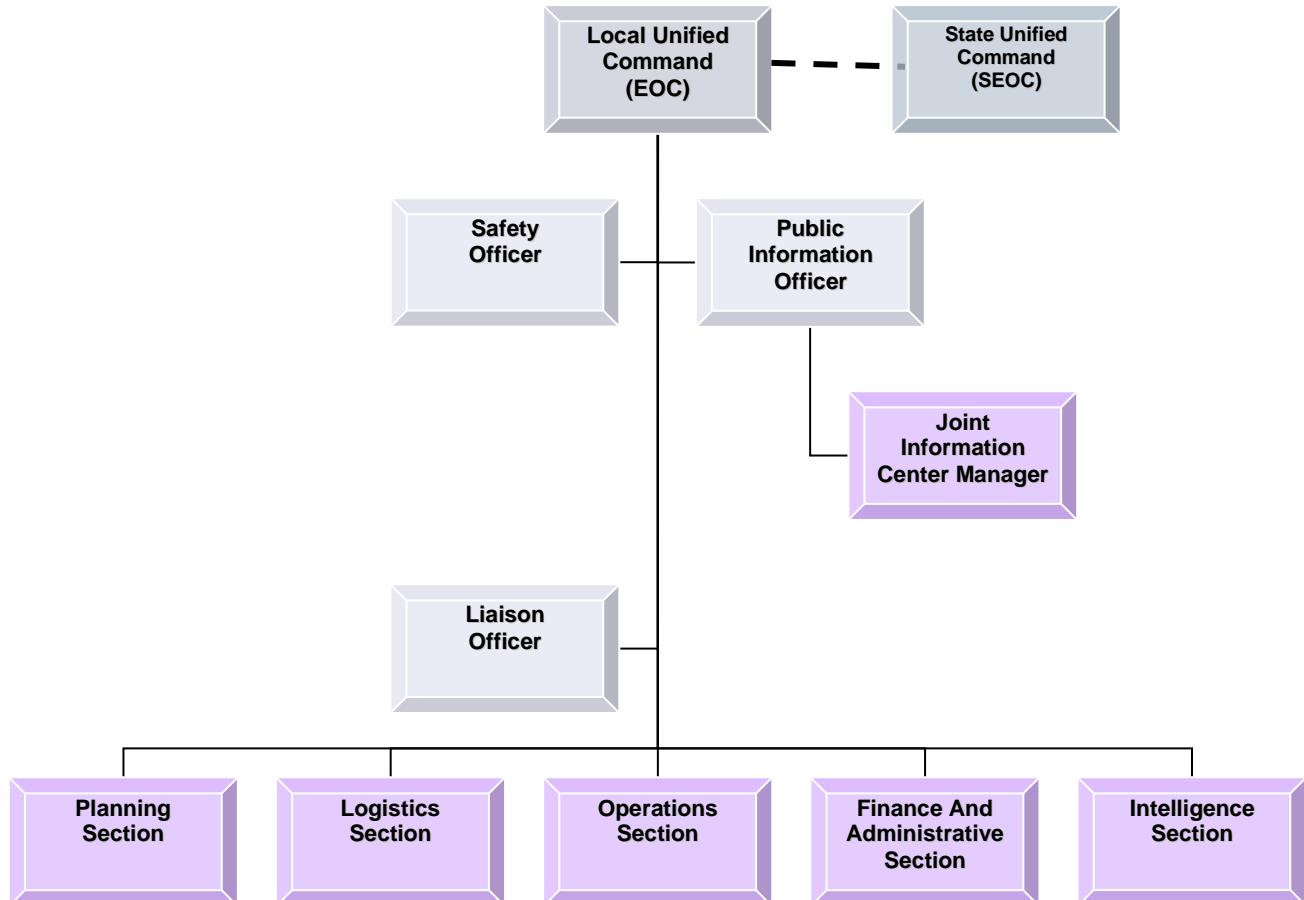 Local Unified
Command
(EOC)
State Unified
Command
(SEOC)
Safety
Officer
Public
Information
Officer
Joint
Information
Center Manager
Liaison
Officer
Planning
Section
Logistics
Section
Operations
Section
Finance And
Administrative
Section
Intelligence
Section